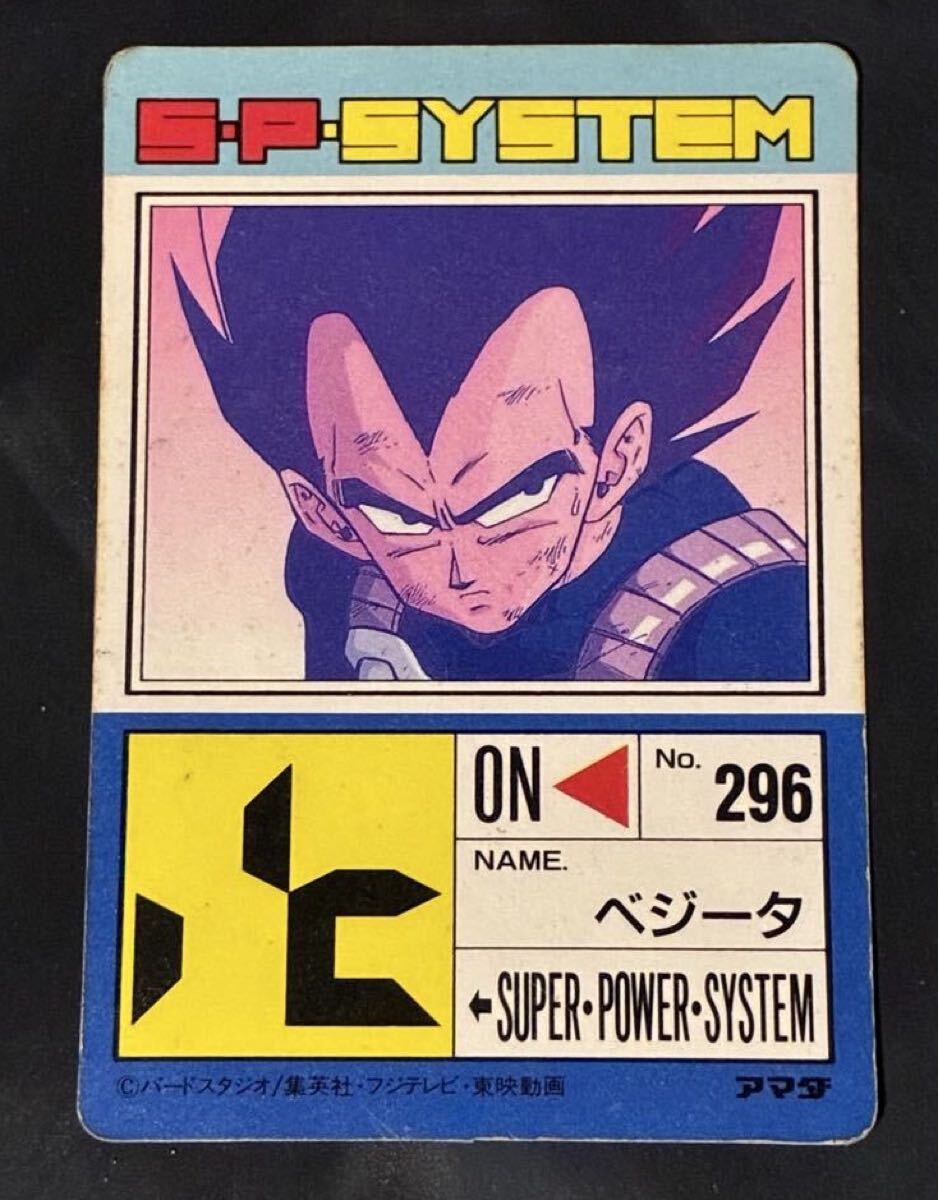 S·P·SYSTEM
ON
No. 296
NAME.
ベジータ
SUPER·POWER·SYSTEM
©バードスタジオ/集英社・フジテレビ・東映動画
アマダ